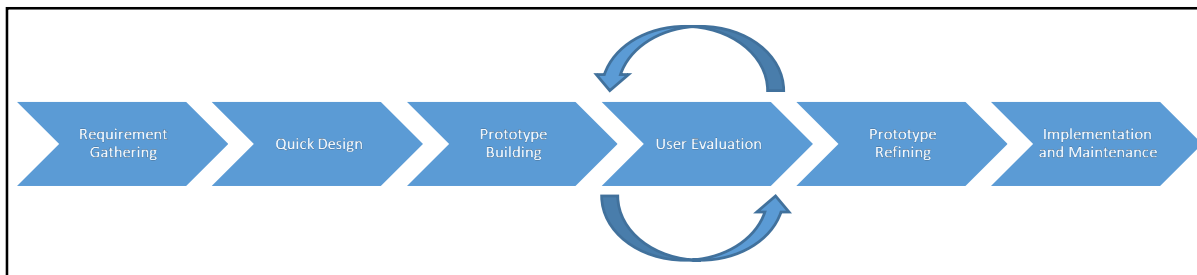 Requirement
Gathering
Quick Design
Prototype
Building
User Evaluation
Prototype
Refining
Implementation
and Maintenance